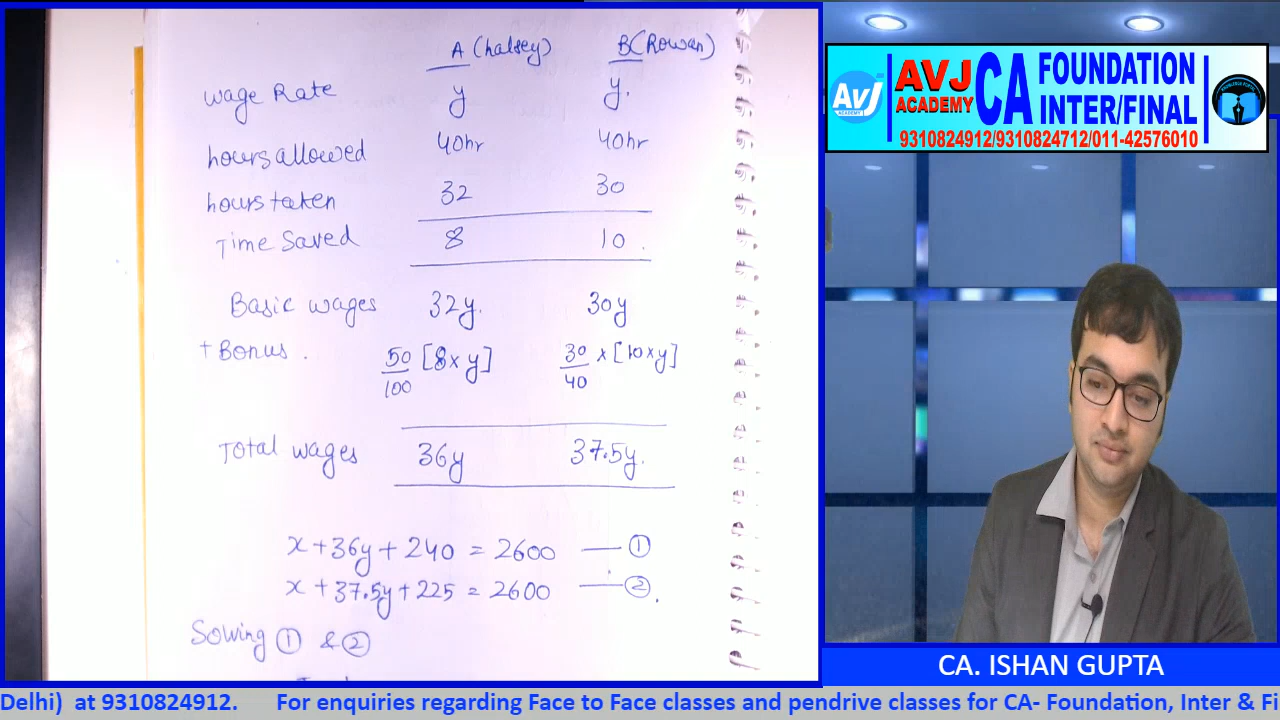 A (halsey) B(Rowan)
wage Rate y y.
hours allowed 40hr 40hr
hours taken 32 30
Time Saved 8 10.
Basic wages 32y. 30y
+ Bonus. 50/100 [8×y] 30/40 × [10×y]
Total wages 36y 37.5y.
x+36y+240 = 2600 — ①
x+37.5y+225 = 2600 — ②.
Solving ① & ②
AVJ ACADEMY
AVJ
ACADEMY
CA
FOUNDATION
INTER/FINAL
9310824912/9310824712/011-42576010
CA. ISHAN GUPTA
Delhi) at 9310824912. For enquiries regarding Face to Face classes and pendrive classes for CA- Foundation, Inter & Fi